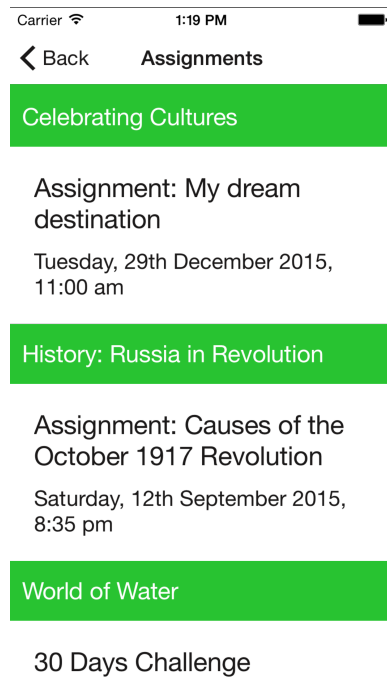 Carrier 1:19 PM
Back Assignments
Celebrating Cultures
Assignment: My dream
destination
Tuesday, 29th December 2015,
11:00 am
History: Russia in Revolution
Assignment: Causes of the
October 1917 Revolution
Saturday, 12th September 2015,
8:35 pm
World of Water
30 Days Challenge